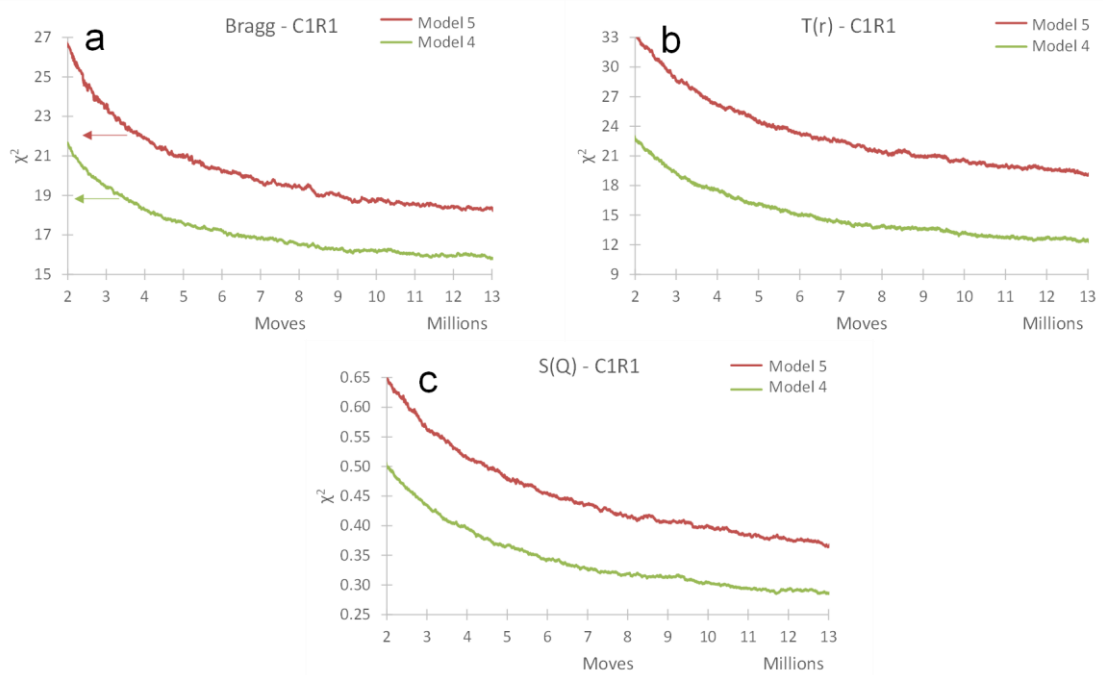 a
Bragg - C1R1
Model 5
Model 4
27
25
23
21
19
17
15
χ²
2 3 4 5 6 7 8 9 10 11 12 13
Moves
Millions
b
T(r) - C1R1
Model 5
Model 4
33
30
27
24
21
18
15
12
9
χ²
2 3 4 5 6 7 8 9 10 11 12 13
Moves
Millions
c
S(Q) - C1R1
Model 5
Model 4
0.65
0.60
0.55
0.50
0.45
0.40
0.35
0.30
0.25
χ²
2 3 4 5 6 7 8 9 10 11 12 13
Moves
Millions